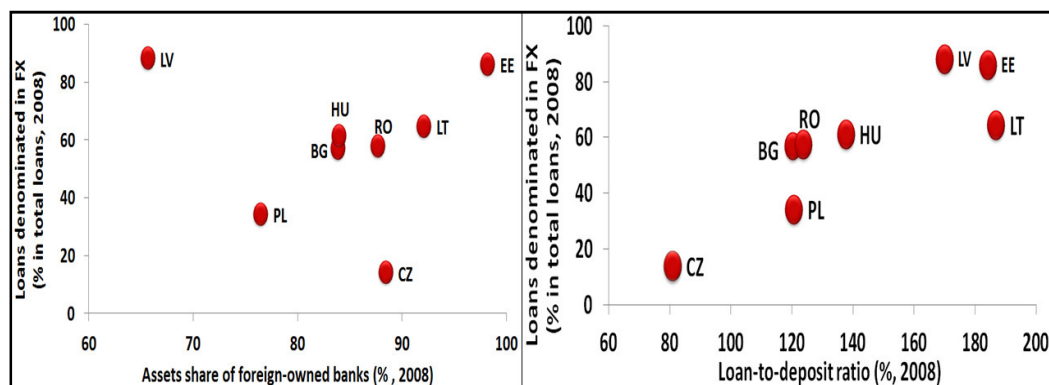 Loans denominated in FX
(% in total loans, 2008)
100
80
60
40
20
0
LV
EE
HU
RO
LT
BG
PL
CZ
60
70
80
90
100
Assets share of foreign-owned banks (% , 2008)
Loans denominated in FX
(% in total loans, 2008)
100
80
60
40
20
0
LV
EE
LT
RO
HU
BG
PL
CZ
60
80
100
120
140
160
180
200
Loan-to-deposit ratio (%, 2008)